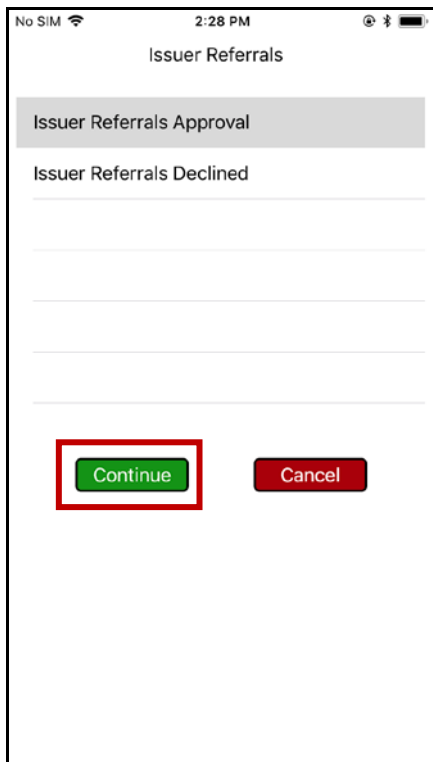 No SIM 2:28 PM
Issuer Referrals
Issuer Referrals Approval
Issuer Referrals Declined
Continue Cancel